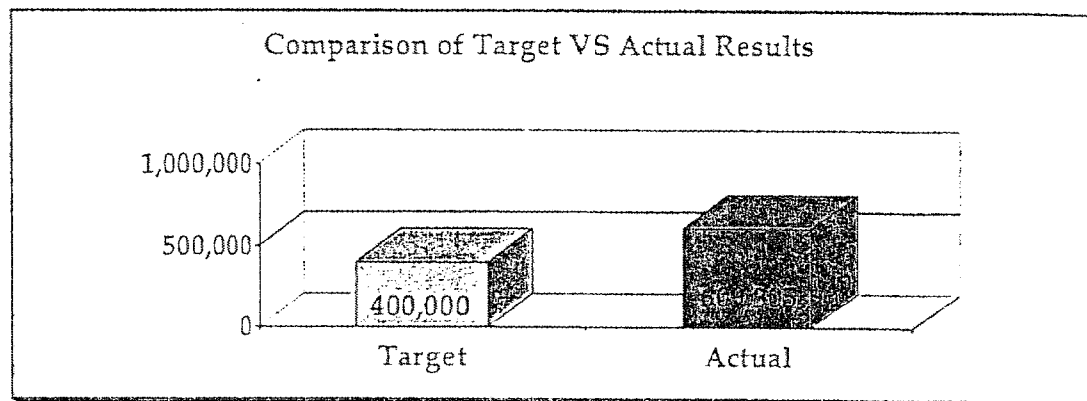 Comparison of Target VS Actual Results
1,000,000
500,000
400,000
0
Target Actual